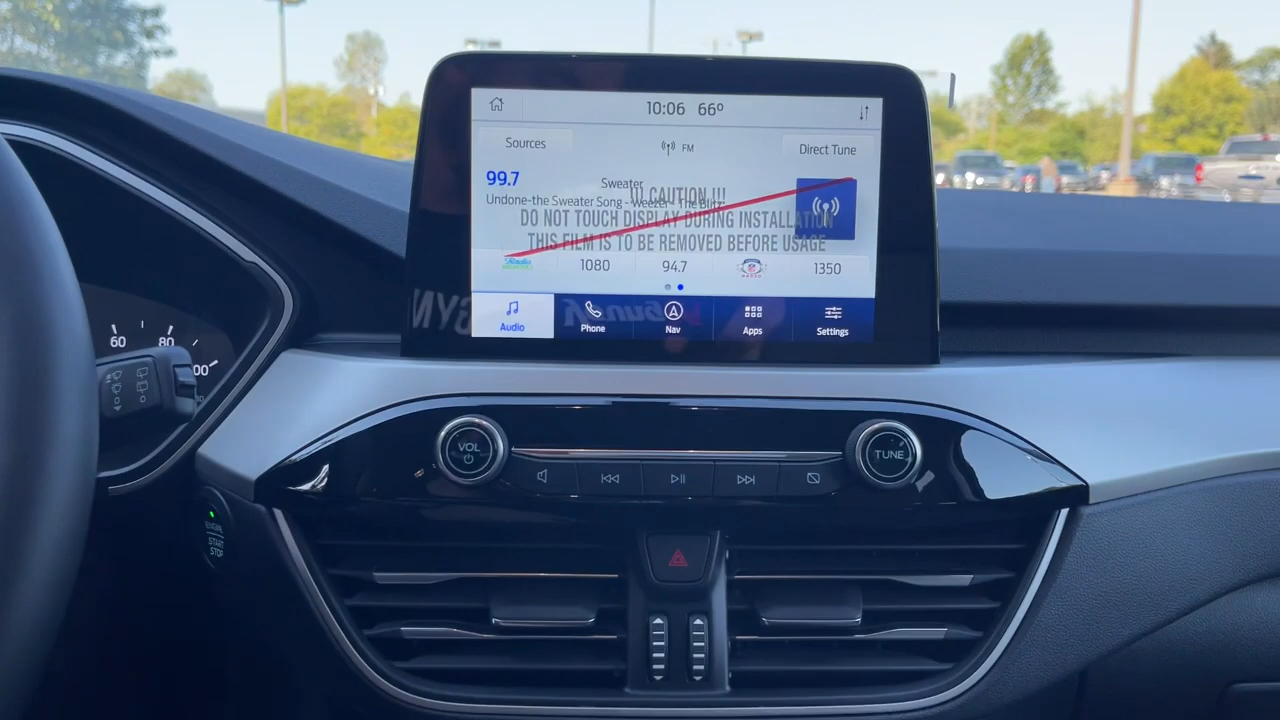 10:06 66°
Sources
FM
Direct Tune
99.7
Sweater
Undone-the Sweater Song - Weezer - The Blitz
!!! CAUTION !!!
DO NOT TOUCH DISPLAY DURING INSTALLATION
THIS FILM IS TO BE REMOVED BEFORE USAGE
1080
94.7
1350
Audio
Phone
Nav
Apps
Settings
60
80
100
VOL
TUNE
ENGINE
START
STOP